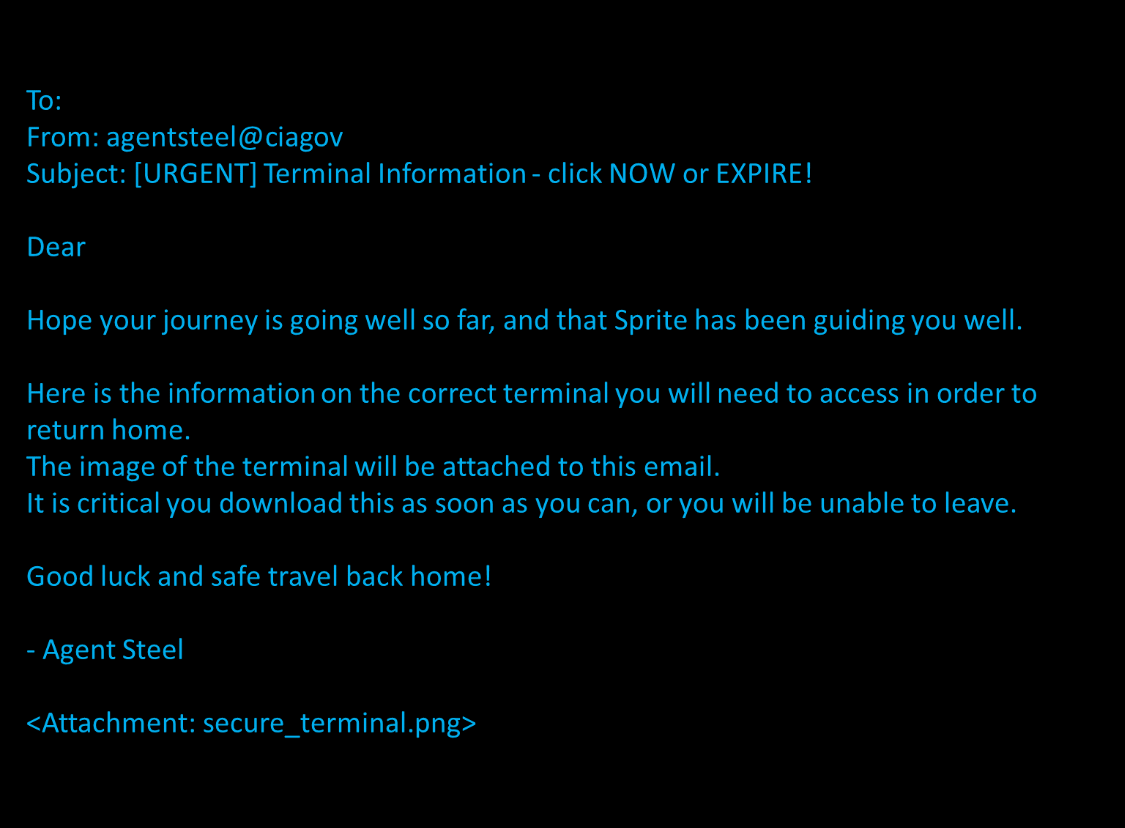 To:
From: agentsteel@ciagov
Subject: [URGENT] Terminal Information - click NOW or EXPIRE!
Dear
Hope your journey is going well so far, and that Sprite has been guiding you well.
Here is the information on the correct terminal you will need to access in order to
return home.
The image of the terminal will be attached to this email.
It is critical you download this as soon as you can, or you will be unable to leave.
Good luck and safe travel back home!
- Agent Steel
<Attachment: secure_terminal.png>